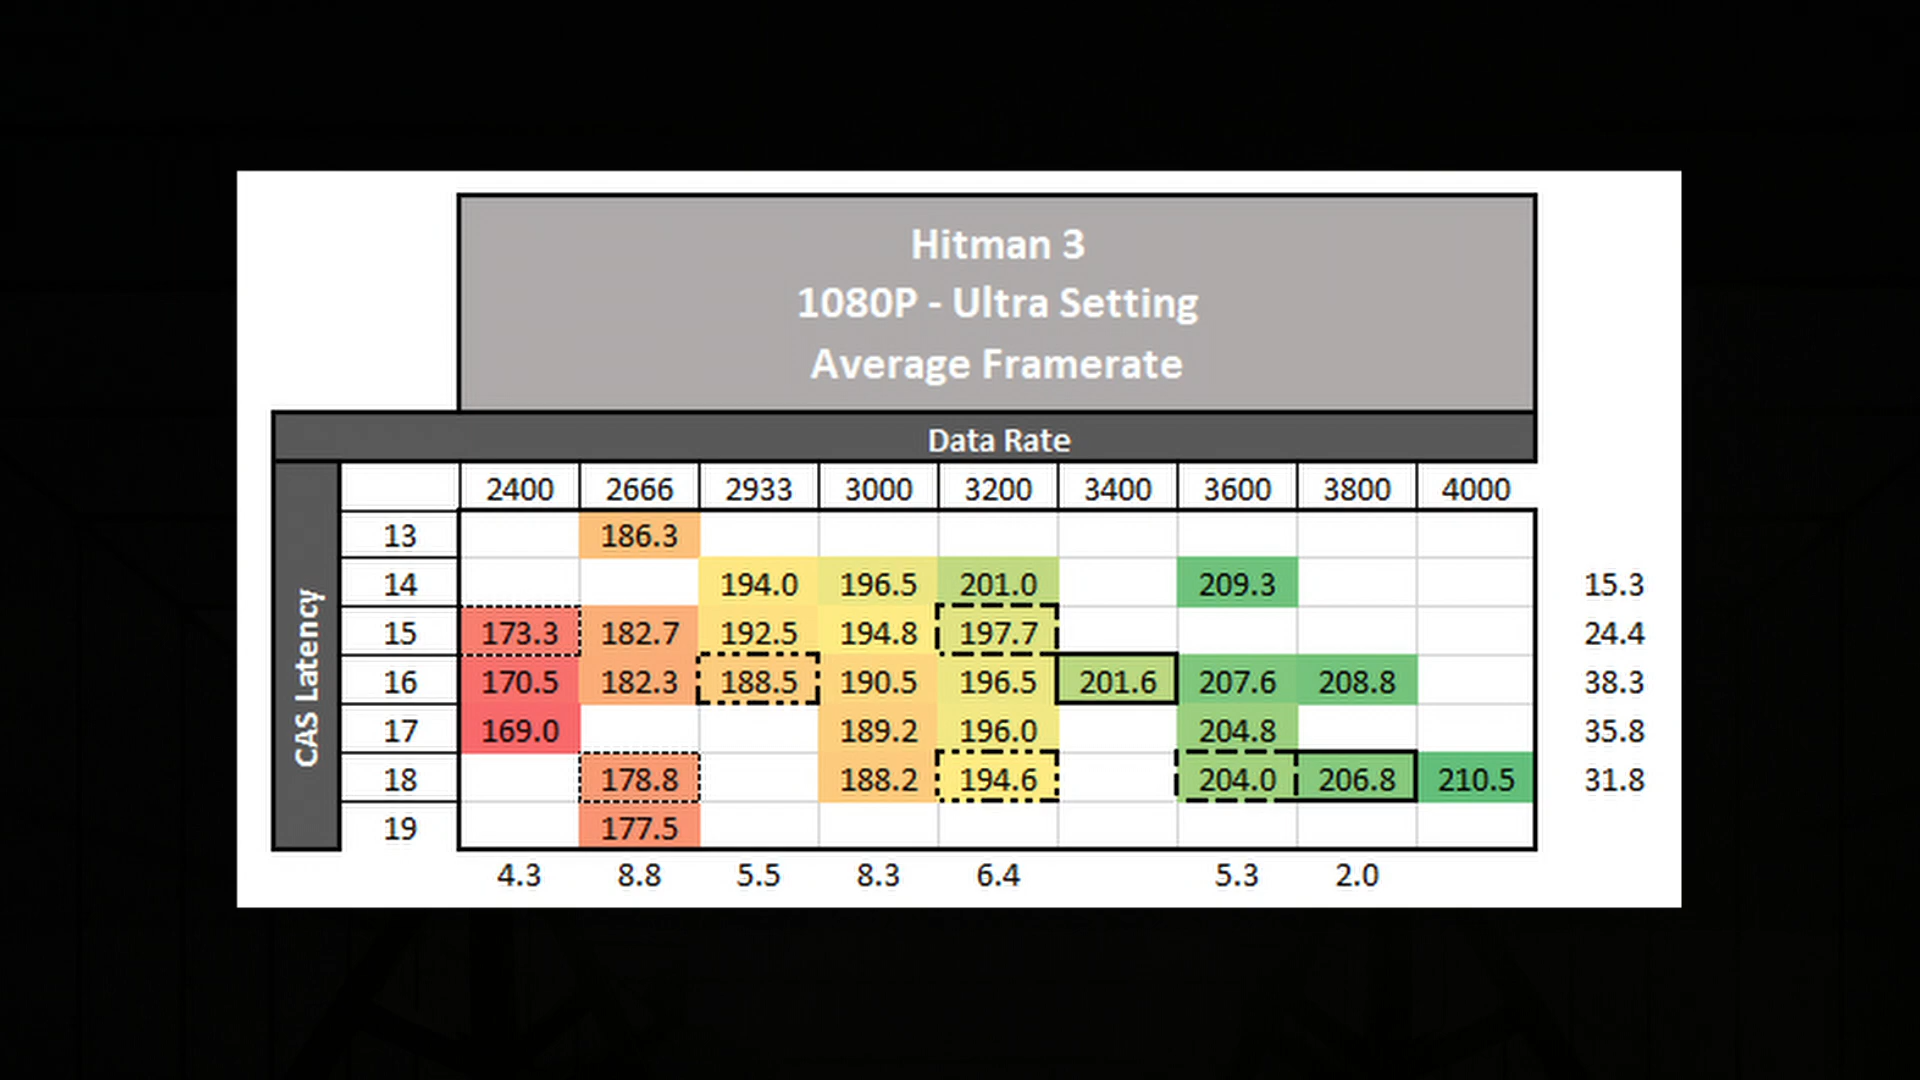 Hitman 3
1080P - Ultra Setting
Average Framerate
Data Rate
CAS Latency
2400 2666 2933 3000 3200 3400 3600 3800 4000
13 186.3
14 194.0 196.5 201.0 209.3 15.3
15 173.3 182.7 192.5 194.8 197.7 24.4
16 170.5 182.3 188.5 190.5 196.5 201.6 207.6 208.8 38.3
17 169.0 189.2 196.0 204.8 35.8
18 178.8 188.2 194.6 204.0 206.8 210.5 31.8
19 177.5
4.3 8.8 5.5 8.3 6.4 5.3 2.0